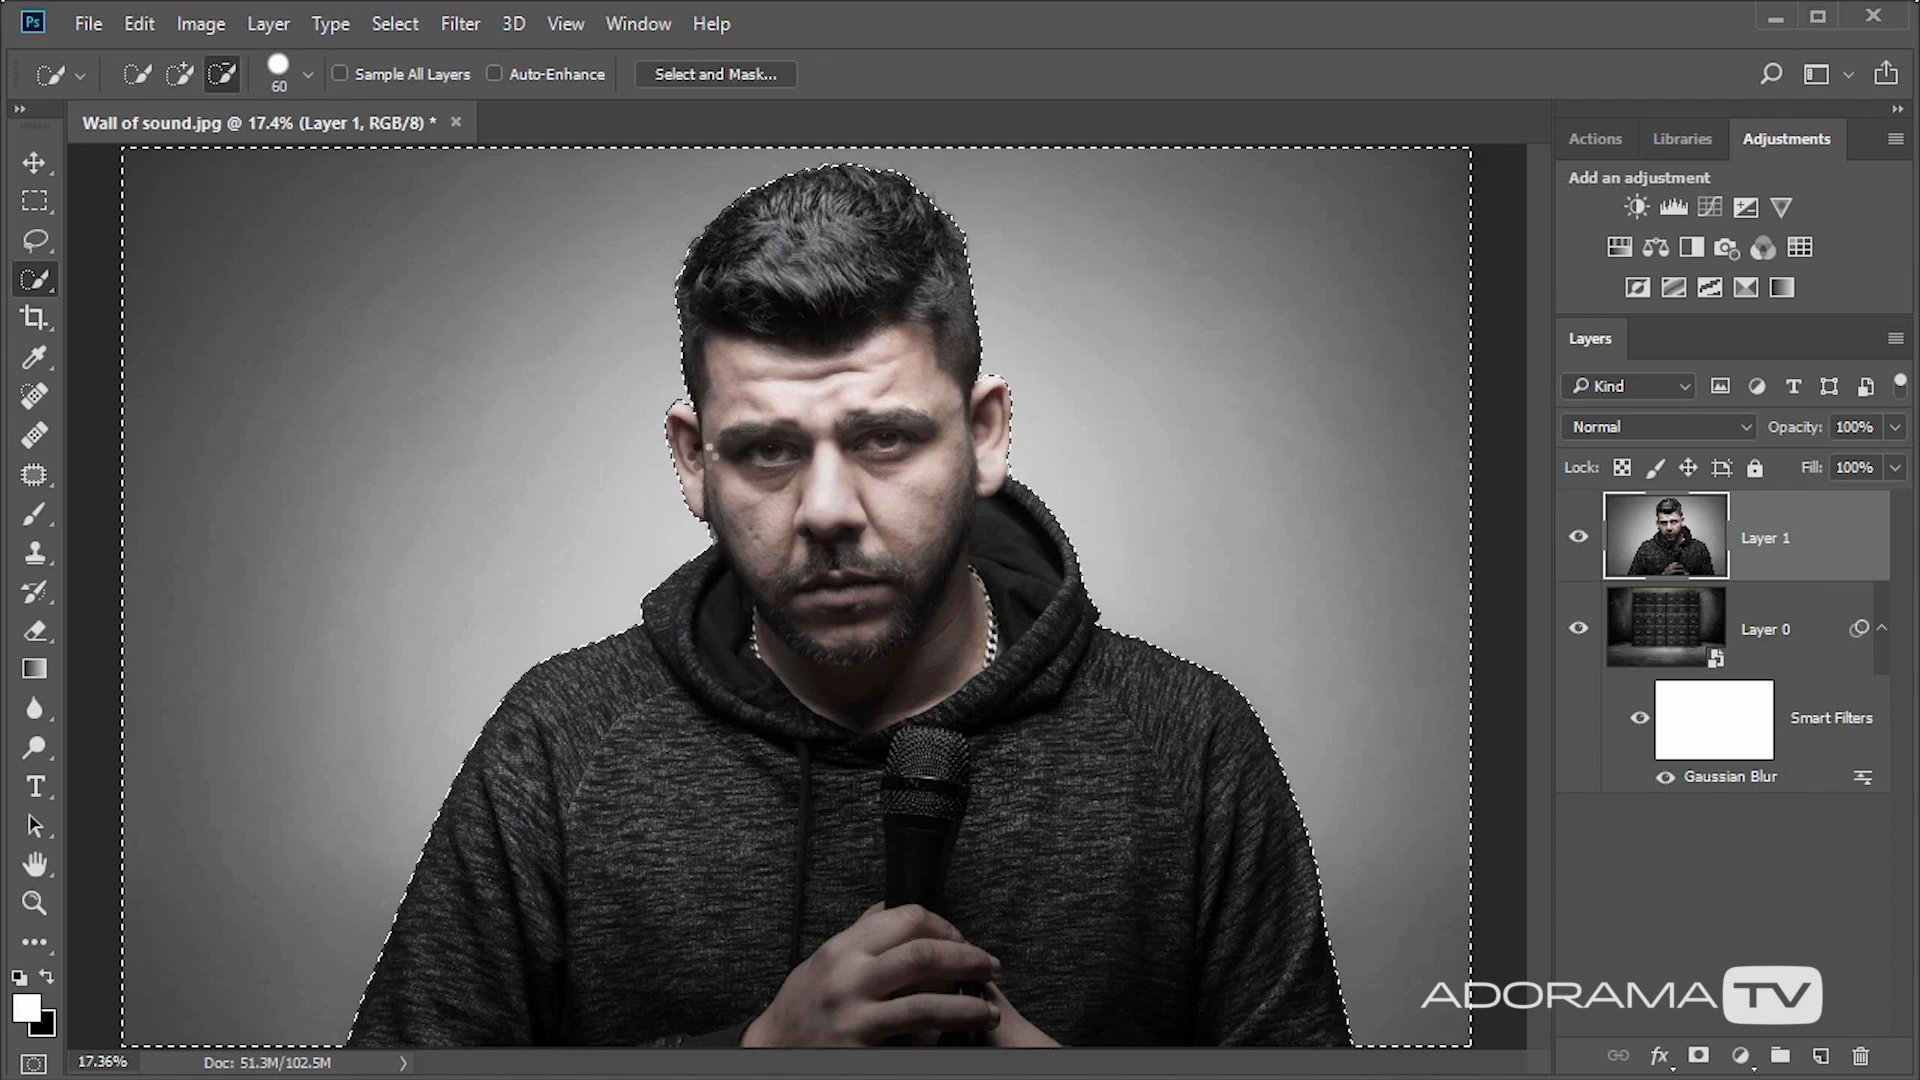 Ps File Edit Image Layer Type Select Filter 3D View Window Help
60 Sample All Layers Auto-Enhance Select and Mask...
Wall of sound.jpg @ 17.4% (Layer 1, RGB/8) *
Actions Libraries Adjustments
Add an adjustment
Layers
Kind
Normal Opacity: 100%
Lock: Fill: 100%
Layer 1
Layer 0
Smart Filters
Gaussian Blur
ADORAMA TV
17.36% Doc: 51.3M/102.5M
fx